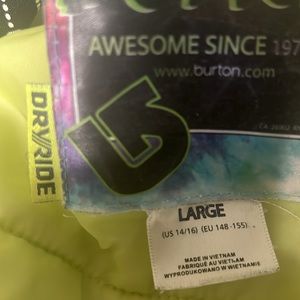 AWESOME SINCE 197
www.burton.com
DRYRIDE
LARGE
(US 14/16) (EU 148-155)
MADE IN VIETNAM
FABRIQUÉ AU VIETNAM
WYPRODUKOWANO W WIETNAM